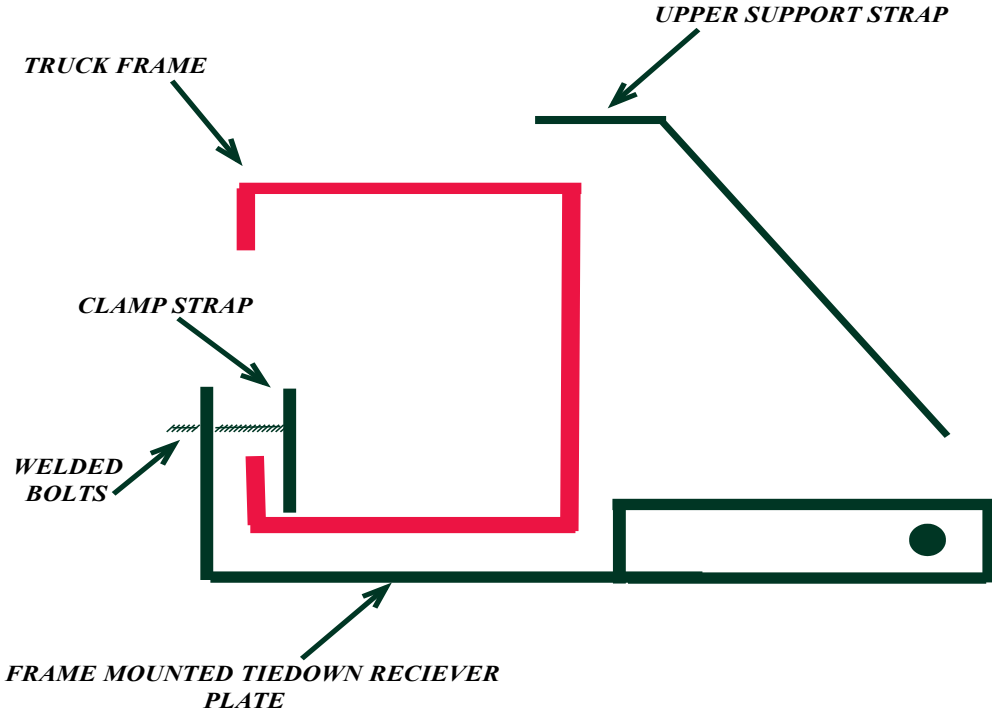 UPPER SUPPORT STRAP
TRUCK FRAME
CLAMP STRAP
WELDED
BOLTS
FRAME MOUNTED TIEDOWN RECIEVER
PLATE